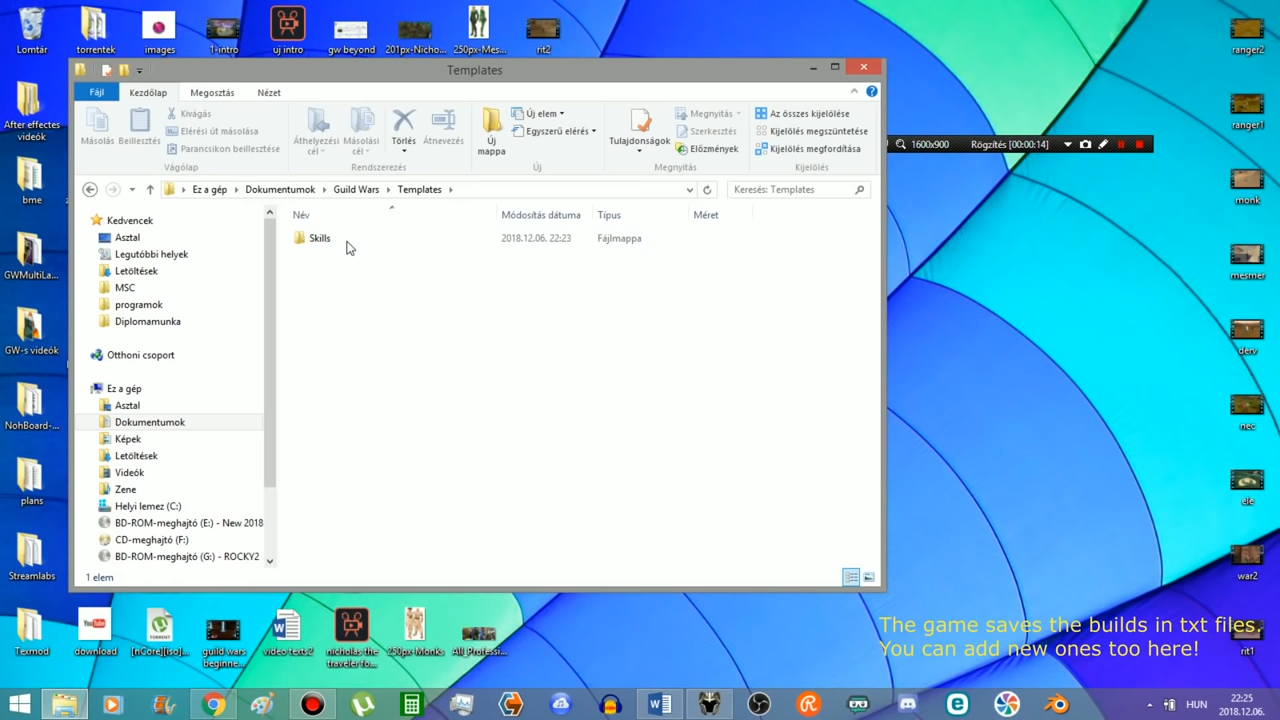 Lomtár
torrentek
images
1-intro
uj intro
gw beyond
201px-Nicho...
250px-Mes...
rit2
ranger2
After effectes
videók
bme
GWMultiLa...
GW-s videók
NohBoard-...
plans
Streamlabs
Texmod
Templates
Fájl
Kezdőlap
Megosztás
Nézet
Másolás
Beillesztés
Kivágás
Elérési út másolása
Parancsikon beillesztése
Vágólap
Áthelyezési
cél
Másolási
cél
Törlés
Átnevezés
Rendszerezés
Új
mappa
Új elem
Egyszerű elérés
Új
Tulajdonságok
Megnyitás
Szerkesztés
Előzmények
Megnyitás
Az összes kijelölése
Kijelölés megszüntetése
Kijelölés megfordítása
Kijelölés
1600x900
Rögzítés [00:00:14]
Ez a gép
Dokumentumok
Guild Wars
Templates
Keresés: Templates
Név
Módosítás dátuma
Típus
Méret
Skills
2018.12.06. 22:23
Fájlmappa
Kedvencek
Asztal
Legutóbbi helyek
Letöltések
MSC
programok
Diplomamunka
Otthoni csoport
Ez a gép
Asztal
Dokumentumok
Képek
Letöltések
Videók
Zene
Helyi lemez (C:)
BD-ROM-meghajtó (E:) - New 2018
CD-meghajtó (F:)
BD-ROM-meghajtó (G:) - ROCKY2
1 elem
ranger1
monk
mesmer
derv
nec
ele
war2
rit1
download
[nCore][iso]...
guild wars
beginne...
video texts2
nicholas the
traveler fo...
250px-Monks
All_Professi...
The game saves the builds in txt files.
You can add new ones too here!
HUN
22:25
2018.12.06.